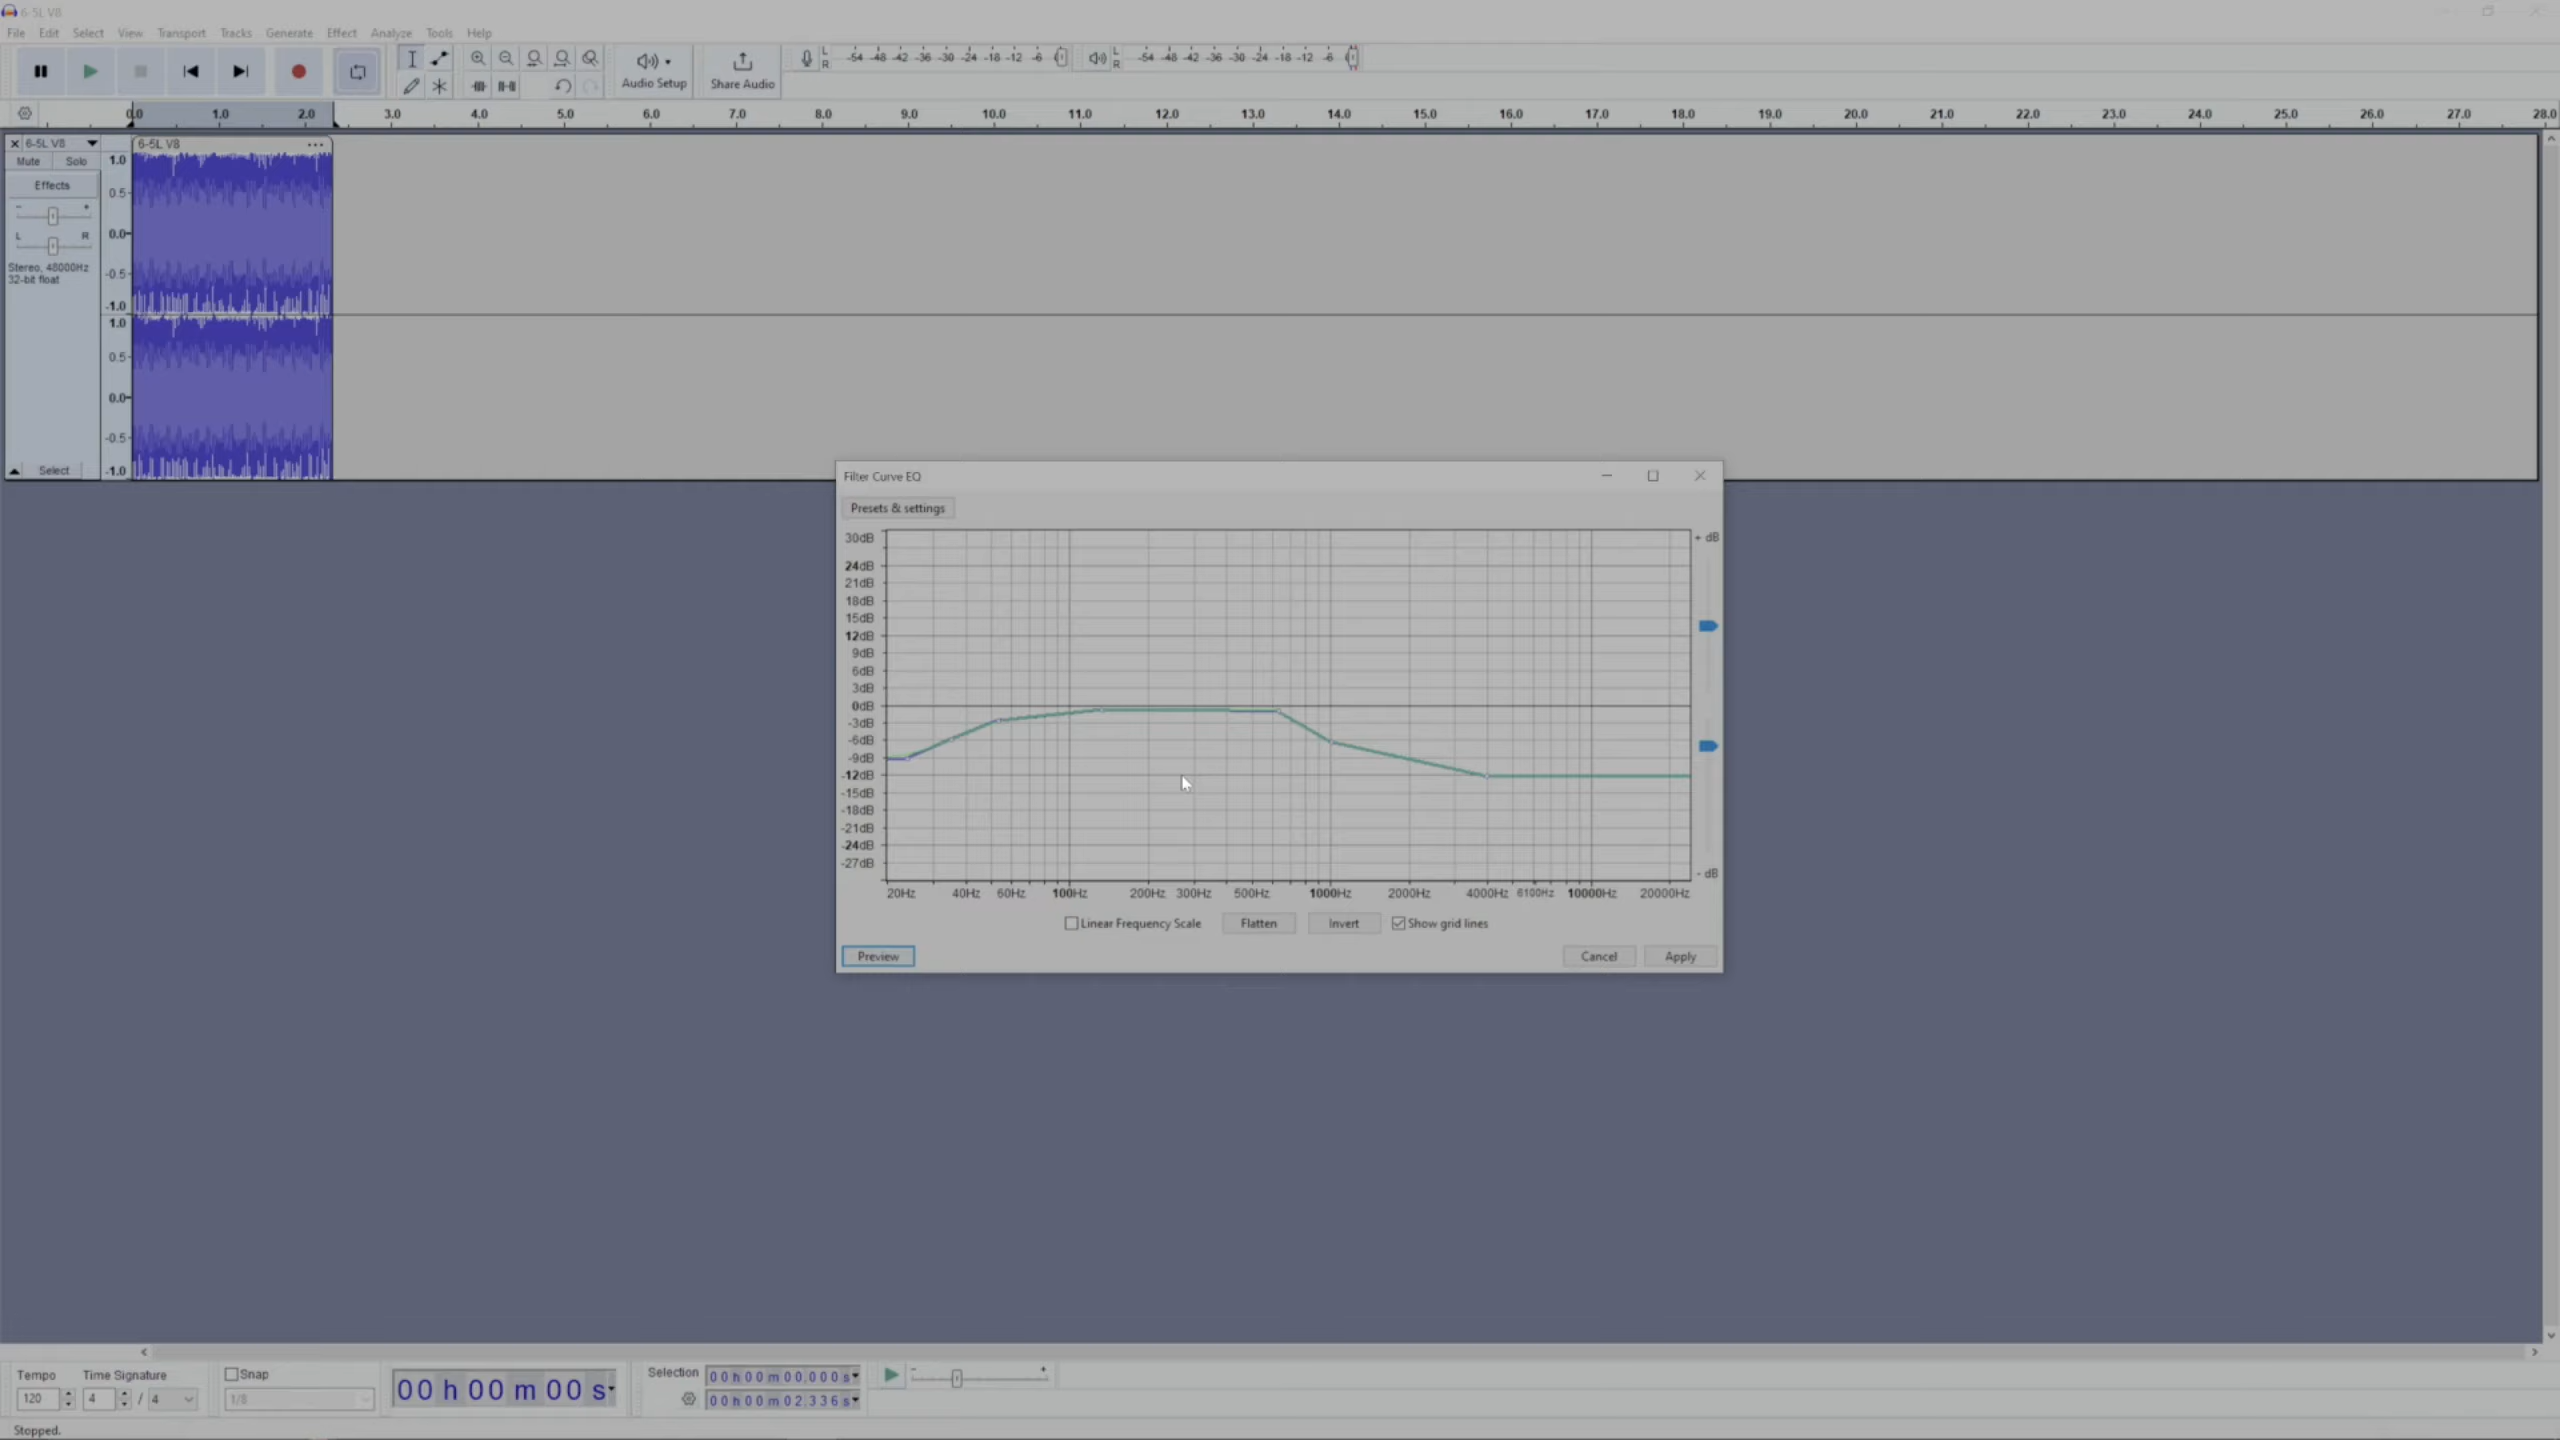 6-5L V8
File Edit Select View Transport Tracks Generate Effect Analyze Tools Help
Audio Setup
Share Audio
L R -54 -48 -42 -36 -30 -24 -18 -12 -6
L R -54 -48 -42 -36 -30 -24 -18 -12 -6
0.0 1.0 2.0 3.0 4.0 5.0 6.0 7.0 8.0 9.0 10.0 11.0 12.0 13.0 14.0 15.0 16.0 17.0 18.0 19.0 20.0 21.0 22.0 23.0 24.0 25.0 26.0 27.0 28.0
6-5L V8
6-5L V8 ...
Mute Solo
Effects
- +
L R
Stereo, 48000Hz
32-bit float
Select
1.0
0.5
0.0
-0.5
-1.0
1.0
0.5
0.0
-0.5
-1.0
Filter Curve EQ
Presets & settings
30dB
24dB
21dB
18dB
15dB
12dB
9dB
6dB
3dB
0dB
-3dB
-6dB
-9dB
-12dB
-15dB
-18dB
-21dB
-24dB
-27dB
+ dB
- dB
20Hz 40Hz 60Hz 100Hz 200Hz 300Hz 500Hz 1000Hz 2000Hz 4000Hz 6100Hz 10000Hz 20000Hz
Linear Frequency Scale Flatten Invert Show grid lines
Preview Cancel Apply
Tempo Time Signature
120 4 / 4
Snap
1/8
00 h 00 m 00 s
Selection
00 h 00 m 00.000 s
00 h 00 m 02.336 s
- +
Stopped.